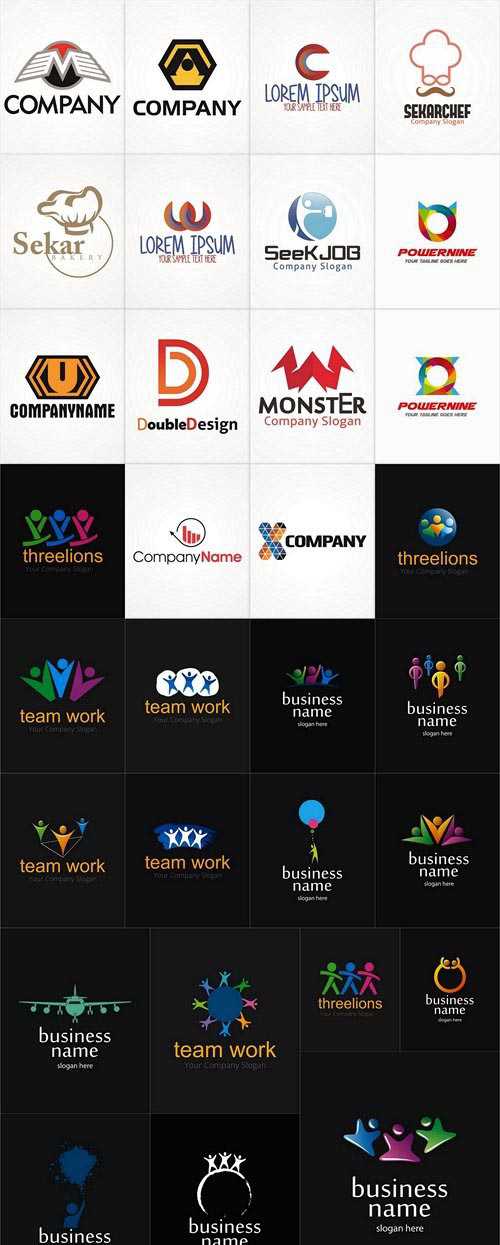 M
COMPANY
COMPANY
LOREM IPSUM
YOUR SAMPLE TEXT HERE
SEKARCHEF
Company Slogan
Sekar
BAKERY
LOREM IPSUM
YOUR SAMPLE TEXT HERE
SeeKJOB
Company Slogan
POWERNINE
YOUR TAGLINE GOES HERE
U
COMPANYNAME
D
DoubleDesign
MONSTER
Company Slogan
POWERNINE
YOUR TAGLINE GOES HERE
threelions
Your Company Slogan
CompanyName
X COMPANY
threelions
Your Company Slogan
team work
Your Company Slogan
team work
Your Company Slogan
business
name
slogan here
business
name
slogan here
team work
Your Company Slogan
team work
Your Company Slogan
business
name
slogan here
business
name
slogan here
business
name
slogan here
team work
Your Company Slogan
threelions
Your Company Slogan
business
name
slogan here
business
name
business
name
slogan here